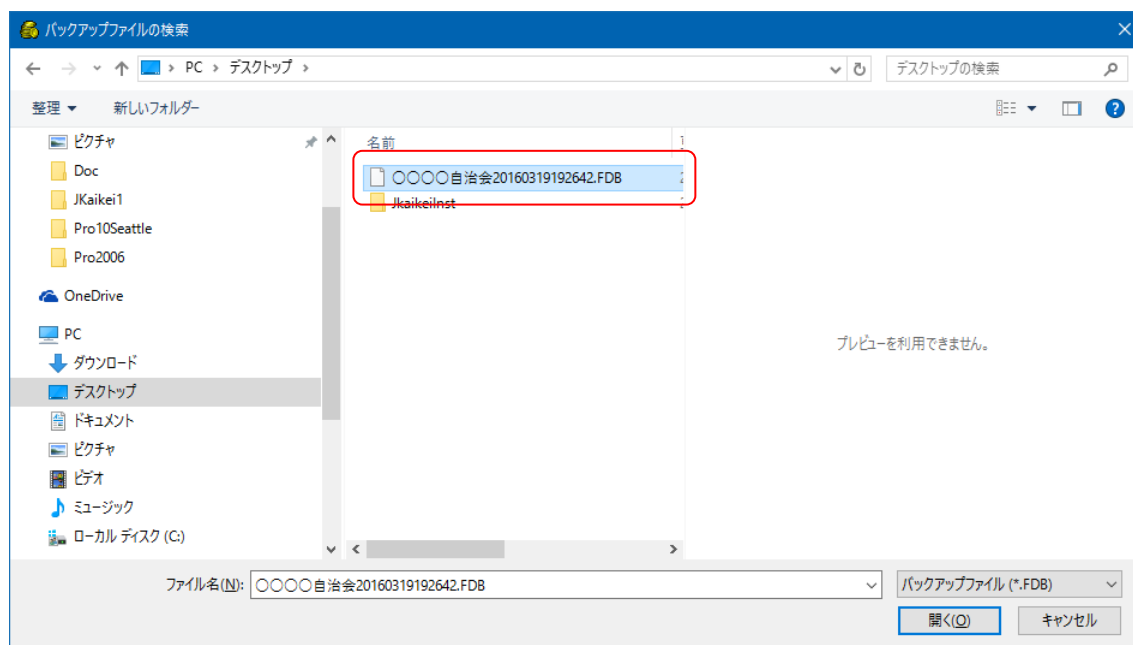 バックアップファイルの検索
PC > デスクトップ >
デスクトップの検索
整理
新しいフォルダー
ピクチャ
Doc
JKaikei1
Pro10Seattle
Pro2006
OneDrive
PC
ダウンロード
デスクトップ
ドキュメント
ピクチャ
ビデオ
ミュージック
ローカル ディスク (C:)
名前
〇〇〇〇自治会20160319192642.FDB
JkaikeiInst
プレビューを利用できません。
ファイル名(N): 〇〇〇〇自治会20160319192642.FDB
バックアップファイル (*.FDB)
開く(O)
キャンセル